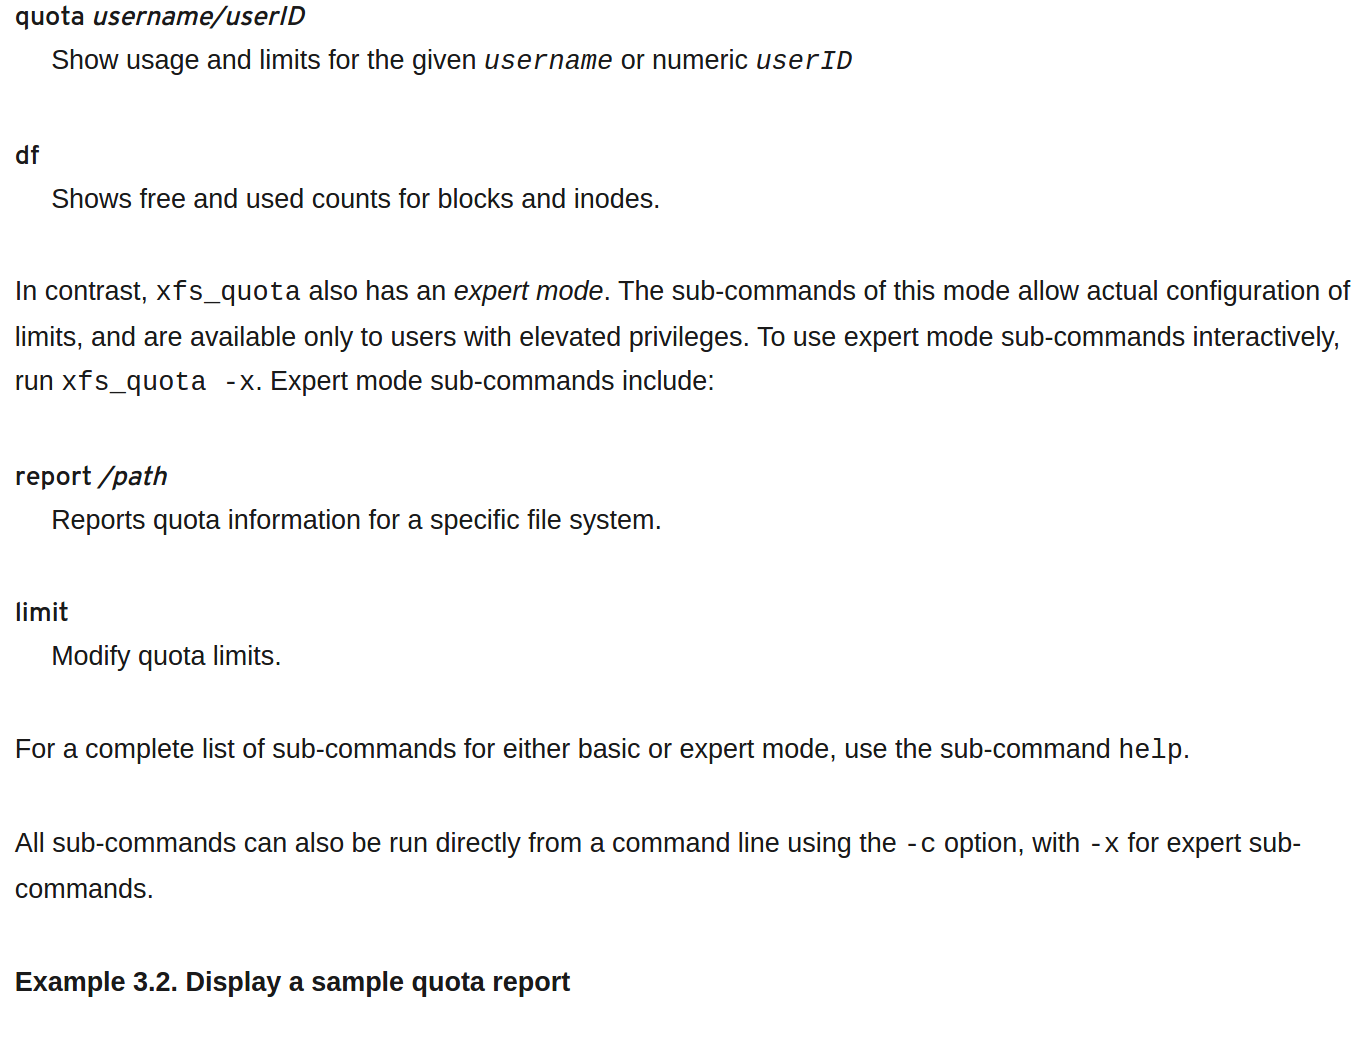 quota username/userID
Show usage and limits for the given username or numeric userID
df
Shows free and used counts for blocks and inodes.
In contrast, xfs_quota also has an expert mode. The sub-commands of this mode allow actual configuration of
limits, and are available only to users with elevated privileges. To use expert mode sub-commands interactively,
run xfs_quota -x. Expert mode sub-commands include:
report /path
Reports quota information for a specific file system.
limit
Modify quota limits.
For a complete list of sub-commands for either basic or expert mode, use the sub-command help.
All sub-commands can also be run directly from a command line using the -c option, with -x for expert sub-
commands.
Example 3.2. Display a sample quota report